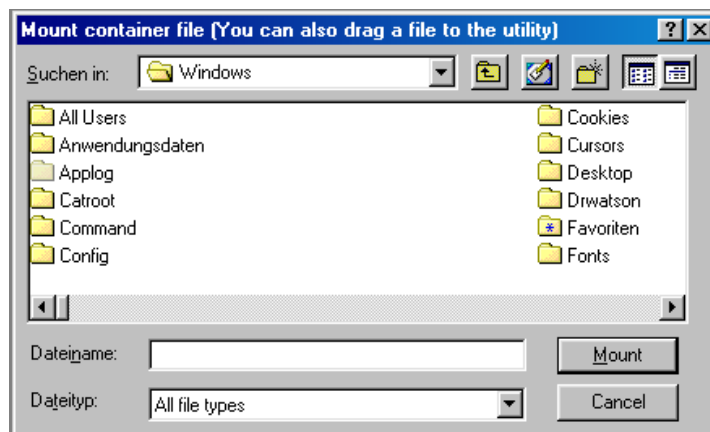 Mount container file (You can also drag a file to the utility)
Suchen in: Windows
All Users
Anwendungsdaten
Applog
Catroot
Command
Config
Cookies
Cursors
Desktop
Drwatson
Favoriten
Fonts
Dateiname: Mount
Dateityp: All file types Cancel